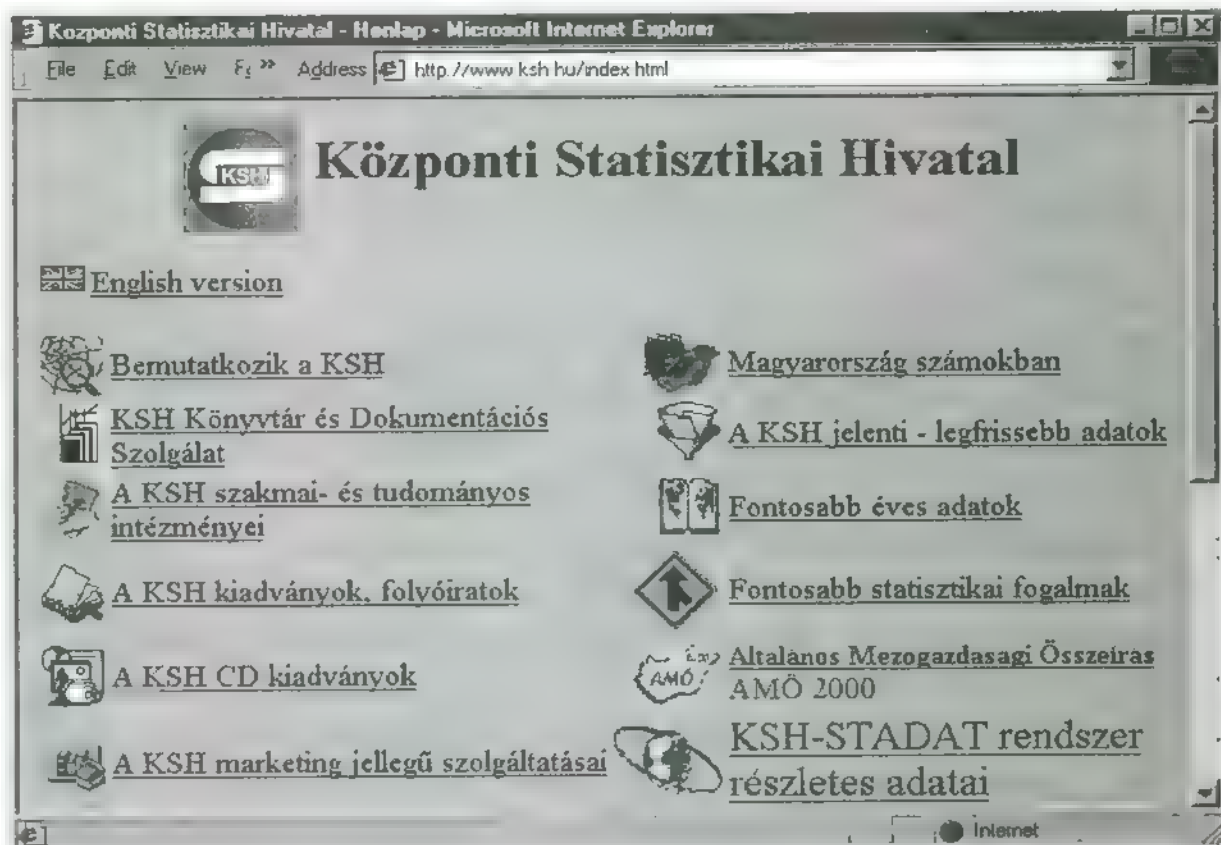 Kozponti Statisztikai Hivatal - Honlap - Microsoft Internet Explorer
File Edit View Address http://www.ksh.hu/index.html
KSH
Központi Statisztikai Hivatal
English version
Bemutatkozik a KSH
KSH Könyvtár és Dokumentációs
Szolgálat
A KSH szakmai- és tudományos
intézményei
A KSH kiadványok, folyóiratok
A KSH CD kiadványok
A KSH marketing jellegű szolgáltatásai
Magyarország számokban
A KSH jelenti - legfrissebb adatok
Fontosabb éves adatok
Fontosabb statisztikai fogalmak
AMÖ
Altalános Mezogazdasagi Összeírás
AMÖ 2000
KSH-STADAT rendszer
részletes adatai
Internet